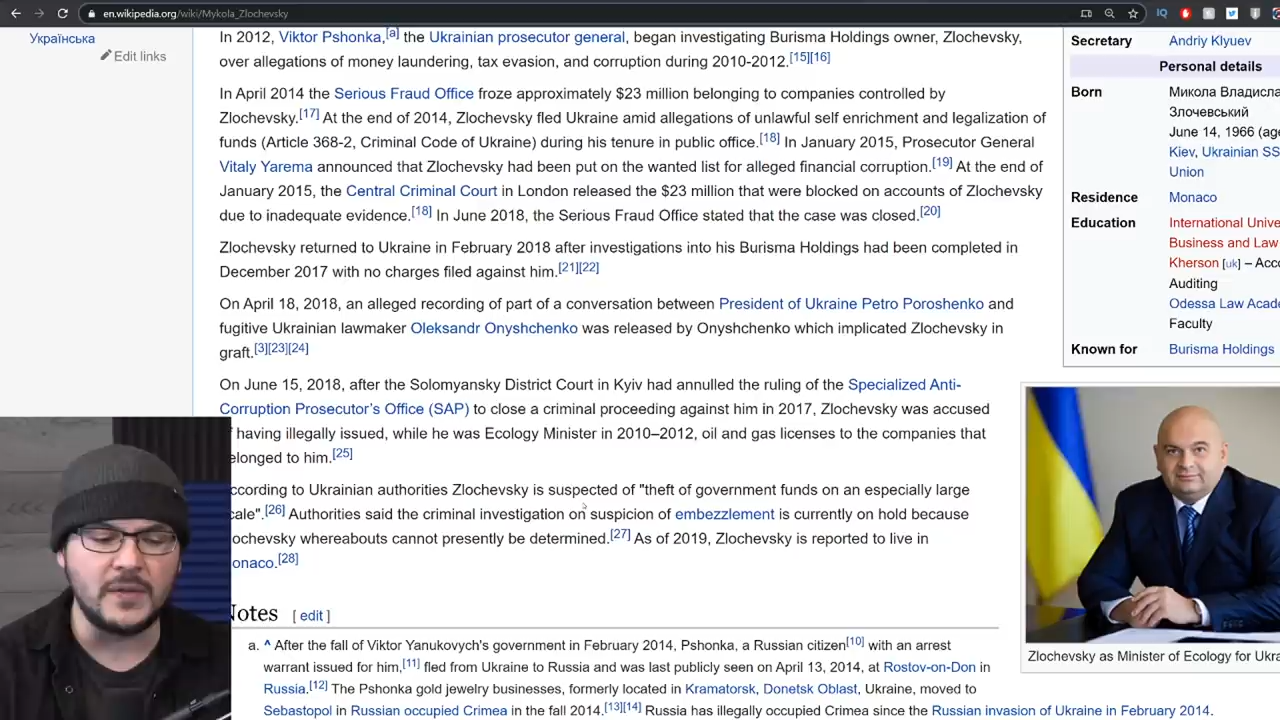 en.wikipedia.org/wiki/Mykola_Zlochevsky
Українська
Edit links
In 2012, Viktor Pshonka,[a] the Ukrainian prosecutor general, began investigating Burisma Holdings owner, Zlochevsky,
over allegations of money laundering, tax evasion, and corruption during 2010-2012.[15][16]
In April 2014 the Serious Fraud Office froze approximately $23 million belonging to companies controlled by
Zlochevsky.[17] At the end of 2014, Zlochevsky fled Ukraine amid allegations of unlawful self enrichment and legalization of
funds (Article 368-2, Criminal Code of Ukraine) during his tenure in public office.[18] In January 2015, Prosecutor General
Vitaly Yarema announced that Zlochevsky had been put on the wanted list for alleged financial corruption.[19] At the end of
January 2015, the Central Criminal Court in London released the $23 million that were blocked on accounts of Zlochevsky
due to inadequate evidence.[18] In June 2018, the Serious Fraud Office stated that the case was closed.[20]
Zlochevsky returned to Ukraine in February 2018 after investigations into his Burisma Holdings had been completed in
December 2017 with no charges filed against him.[21][22]
On April 18, 2018, an alleged recording of part of a conversation between President of Ukraine Petro Poroshenko and
fugitive Ukrainian lawmaker Oleksandr Onyshchenko was released by Onyshchenko which implicated Zlochevsky in
graft.[3][23][24]
On June 15, 2018, after the Solomyansky District Court in Kyiv had annulled the ruling of the Specialized Anti-
Corruption Prosecutor's Office (SAP) to close a criminal proceeding against him in 2017, Zlochevsky was accused
f having illegally issued, while he was Ecology Minister in 2010–2012, oil and gas licenses to the companies that
elonged to him.[25]
ccording to Ukrainian authorities Zlochevsky is suspected of "theft of government funds on an especially large
cale".[26] Authorities said the criminal investigation on suspicion of embezzlement is currently on hold because
lochevsky whereabouts cannot presently be determined.[27] As of 2019, Zlochevsky is reported to live in
onaco.[28]
Notes [ edit ]
a. ^ After the fall of Viktor Yanukovych's government in February 2014, Pshonka, a Russian citizen[10] with an arrest
warrant issued for him,[11] fled from Ukraine to Russia and was last publicly seen on April 13, 2014, at Rostov-on-Don in
Russia.[12] The Pshonka gold jewelry businesses, formerly located in Kramatorsk, Donetsk Oblast, Ukraine, moved to
Sebastopol in Russian occupied Crimea in the fall 2014.[13][14] Russia has illegally occupied Crimea since the Russian invasion of Ukraine in February 2014.
Secretary Andriy Klyuev
Personal details
Born Микола Владисла
Злочевський
June 14, 1966 (age
Kiev, Ukrainian SS
Union
Residence Monaco
Education International Unive
Business and Law
Kherson [uk] – Acco
Auditing
Odessa Law Acade
Faculty
Known for Burisma Holdings
Zlochevsky as Minister of Ecology for Ukra